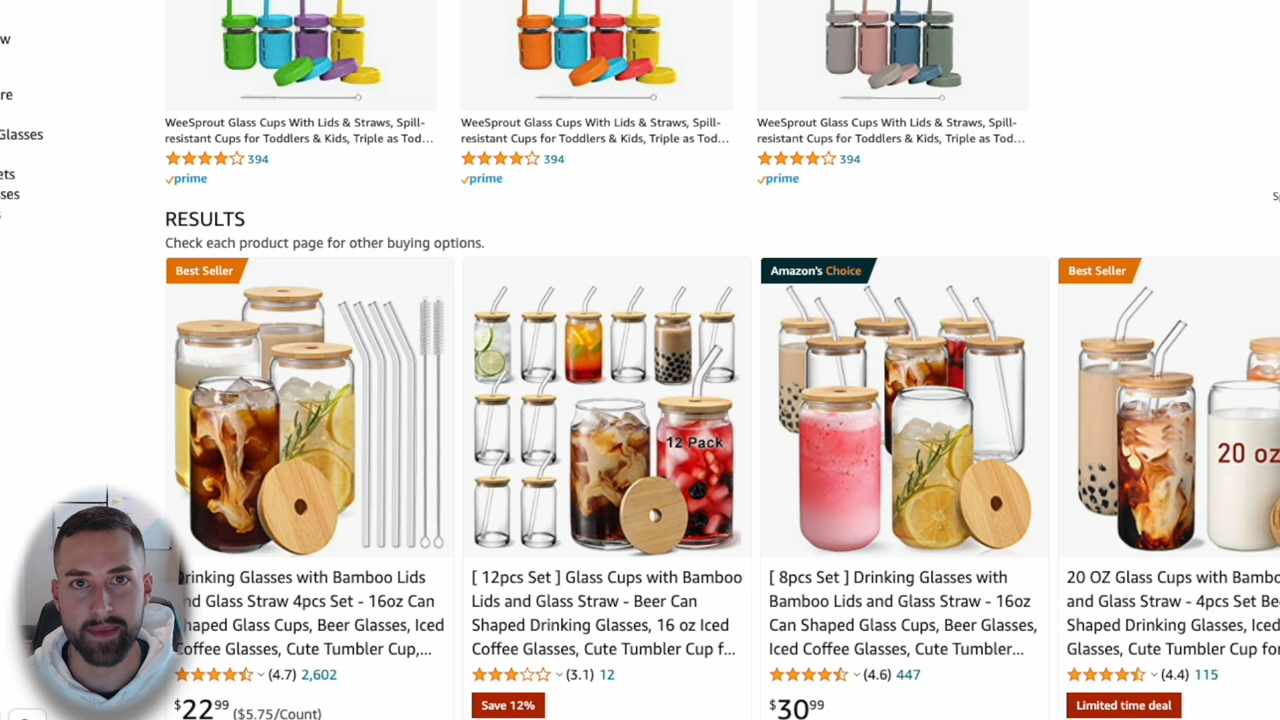 w
re
Glasses
ets
ses
s
WeeSprout Glass Cups With Lids & Straws, Spill-
resistant Cups for Toddlers & Kids, Triple as Tod...
394
prime
WeeSprout Glass Cups With Lids & Straws, Spill-
resistant Cups for Toddlers & Kids, Triple as Tod...
394
prime
WeeSprout Glass Cups With Lids & Straws, Spill-
resistant Cups for Toddlers & Kids, Triple as Tod...
394
prime
Sp
RESULTS
Check each product page for other buying options.
Best Seller
rinking Glasses with Bamboo Lids
nd Glass Straw 4pcs Set - 16oz Can
haped Glass Cups, Beer Glasses, Iced
Coffee Glasses, Cute Tumbler Cup,...
(4.7) 2,602
$22⁹⁹ ($5.75/Count)
12 Pack
[ 12pcs Set ] Glass Cups with Bamboo
Lids and Glass Straw - Beer Can
Shaped Drinking Glasses, 16 oz Iced
Coffee Glasses, Cute Tumbler Cup f...
(3.1) 12
Save 12%
Amazon's Choice
[ 8pcs Set ] Drinking Glasses with
Bamboo Lids and Glass Straw - 16oz
Can Shaped Glass Cups, Beer Glasses,
Iced Coffee Glasses, Cute Tumbler...
(4.6) 447
$30⁹⁹
Best Seller
20 oz
20 OZ Glass Cups with Bambo
and Glass Straw - 4pcs Set Be
Shaped Drinking Glasses, Iced
Glasses, Cute Tumbler Cup for
(4.4) 115
Limited time deal